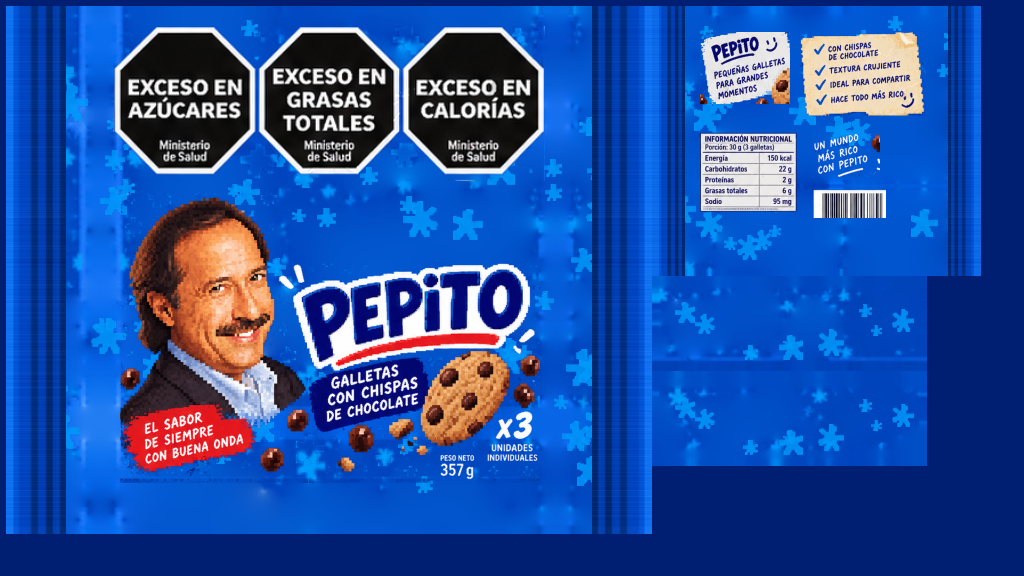 EXCESO EN
AZÚCARES
Ministerio
de Salud
EXCESO EN
GRASAS
TOTALES
Ministerio
de Salud
EXCESO EN
CALORÍAS
Ministerio
de Salud
PEPiTO
GALLETAS
CON CHISPAS
DE CHOCOLATE
EL SABOR
DE SIEMPRE
CON BUENA ONDA
x3
UNIDADES
INDIVIDUALES
PESO NETO
357 g
PEPiTO
PEQUEÑAS GALLETAS
PARA GRANDES
MOMENTOS
CON CHISPAS
DE CHOCOLATE
TEXTURA CRUJIENTE
IDEAL PARA COMPARTIR
HACE TODO MÁS RICO
INFORMACIÓN NUTRICIONAL
Porción: 30 g (3 galletas)
Energía 150 kcal
Carbohidratos 22 g
Proteínas 2 g
Grasas totales 6 g
Sodio 95 mg
UN MUNDO
MÁS RICO
CON PEPITO